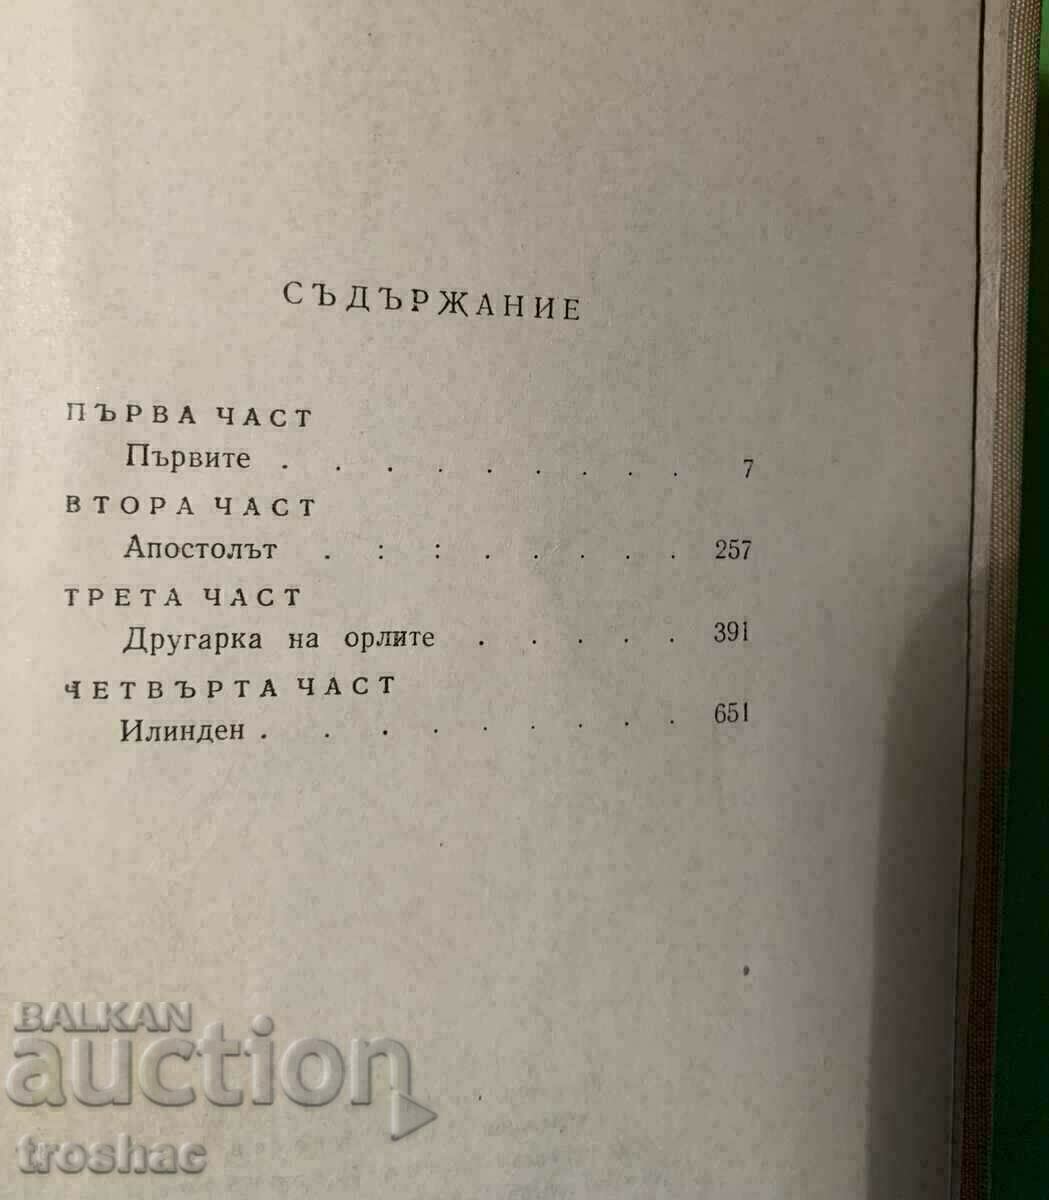 СЪДЪРЖАНИЕ
ПЪРВА ЧАСТ
Първите . . . . . . . . 7
ВТОРА ЧАСТ
Апостолът . : : . . . . . 257
ТРЕТА ЧАСТ
Другарка на орлите . . . . . 391
ЧЕТВЪРТА ЧАСТ
Илинден . . . . . . . . . 651
BALKAN
auction
troshac